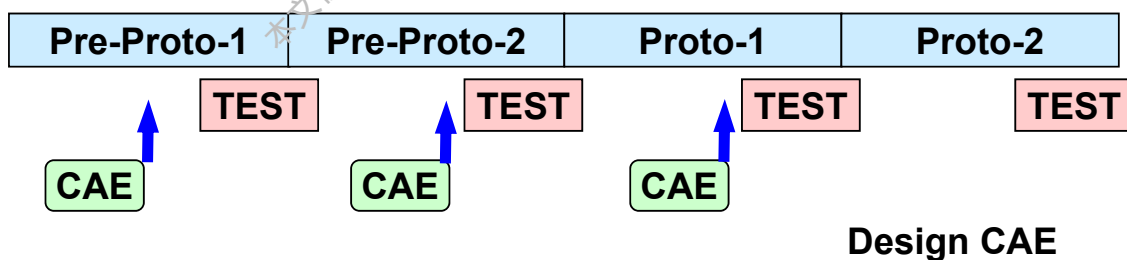 Pre-Proto-1 Pre-Proto-2 Proto-1 Proto-2
TEST TEST TEST TEST
CAE CAE CAE
Design CAE